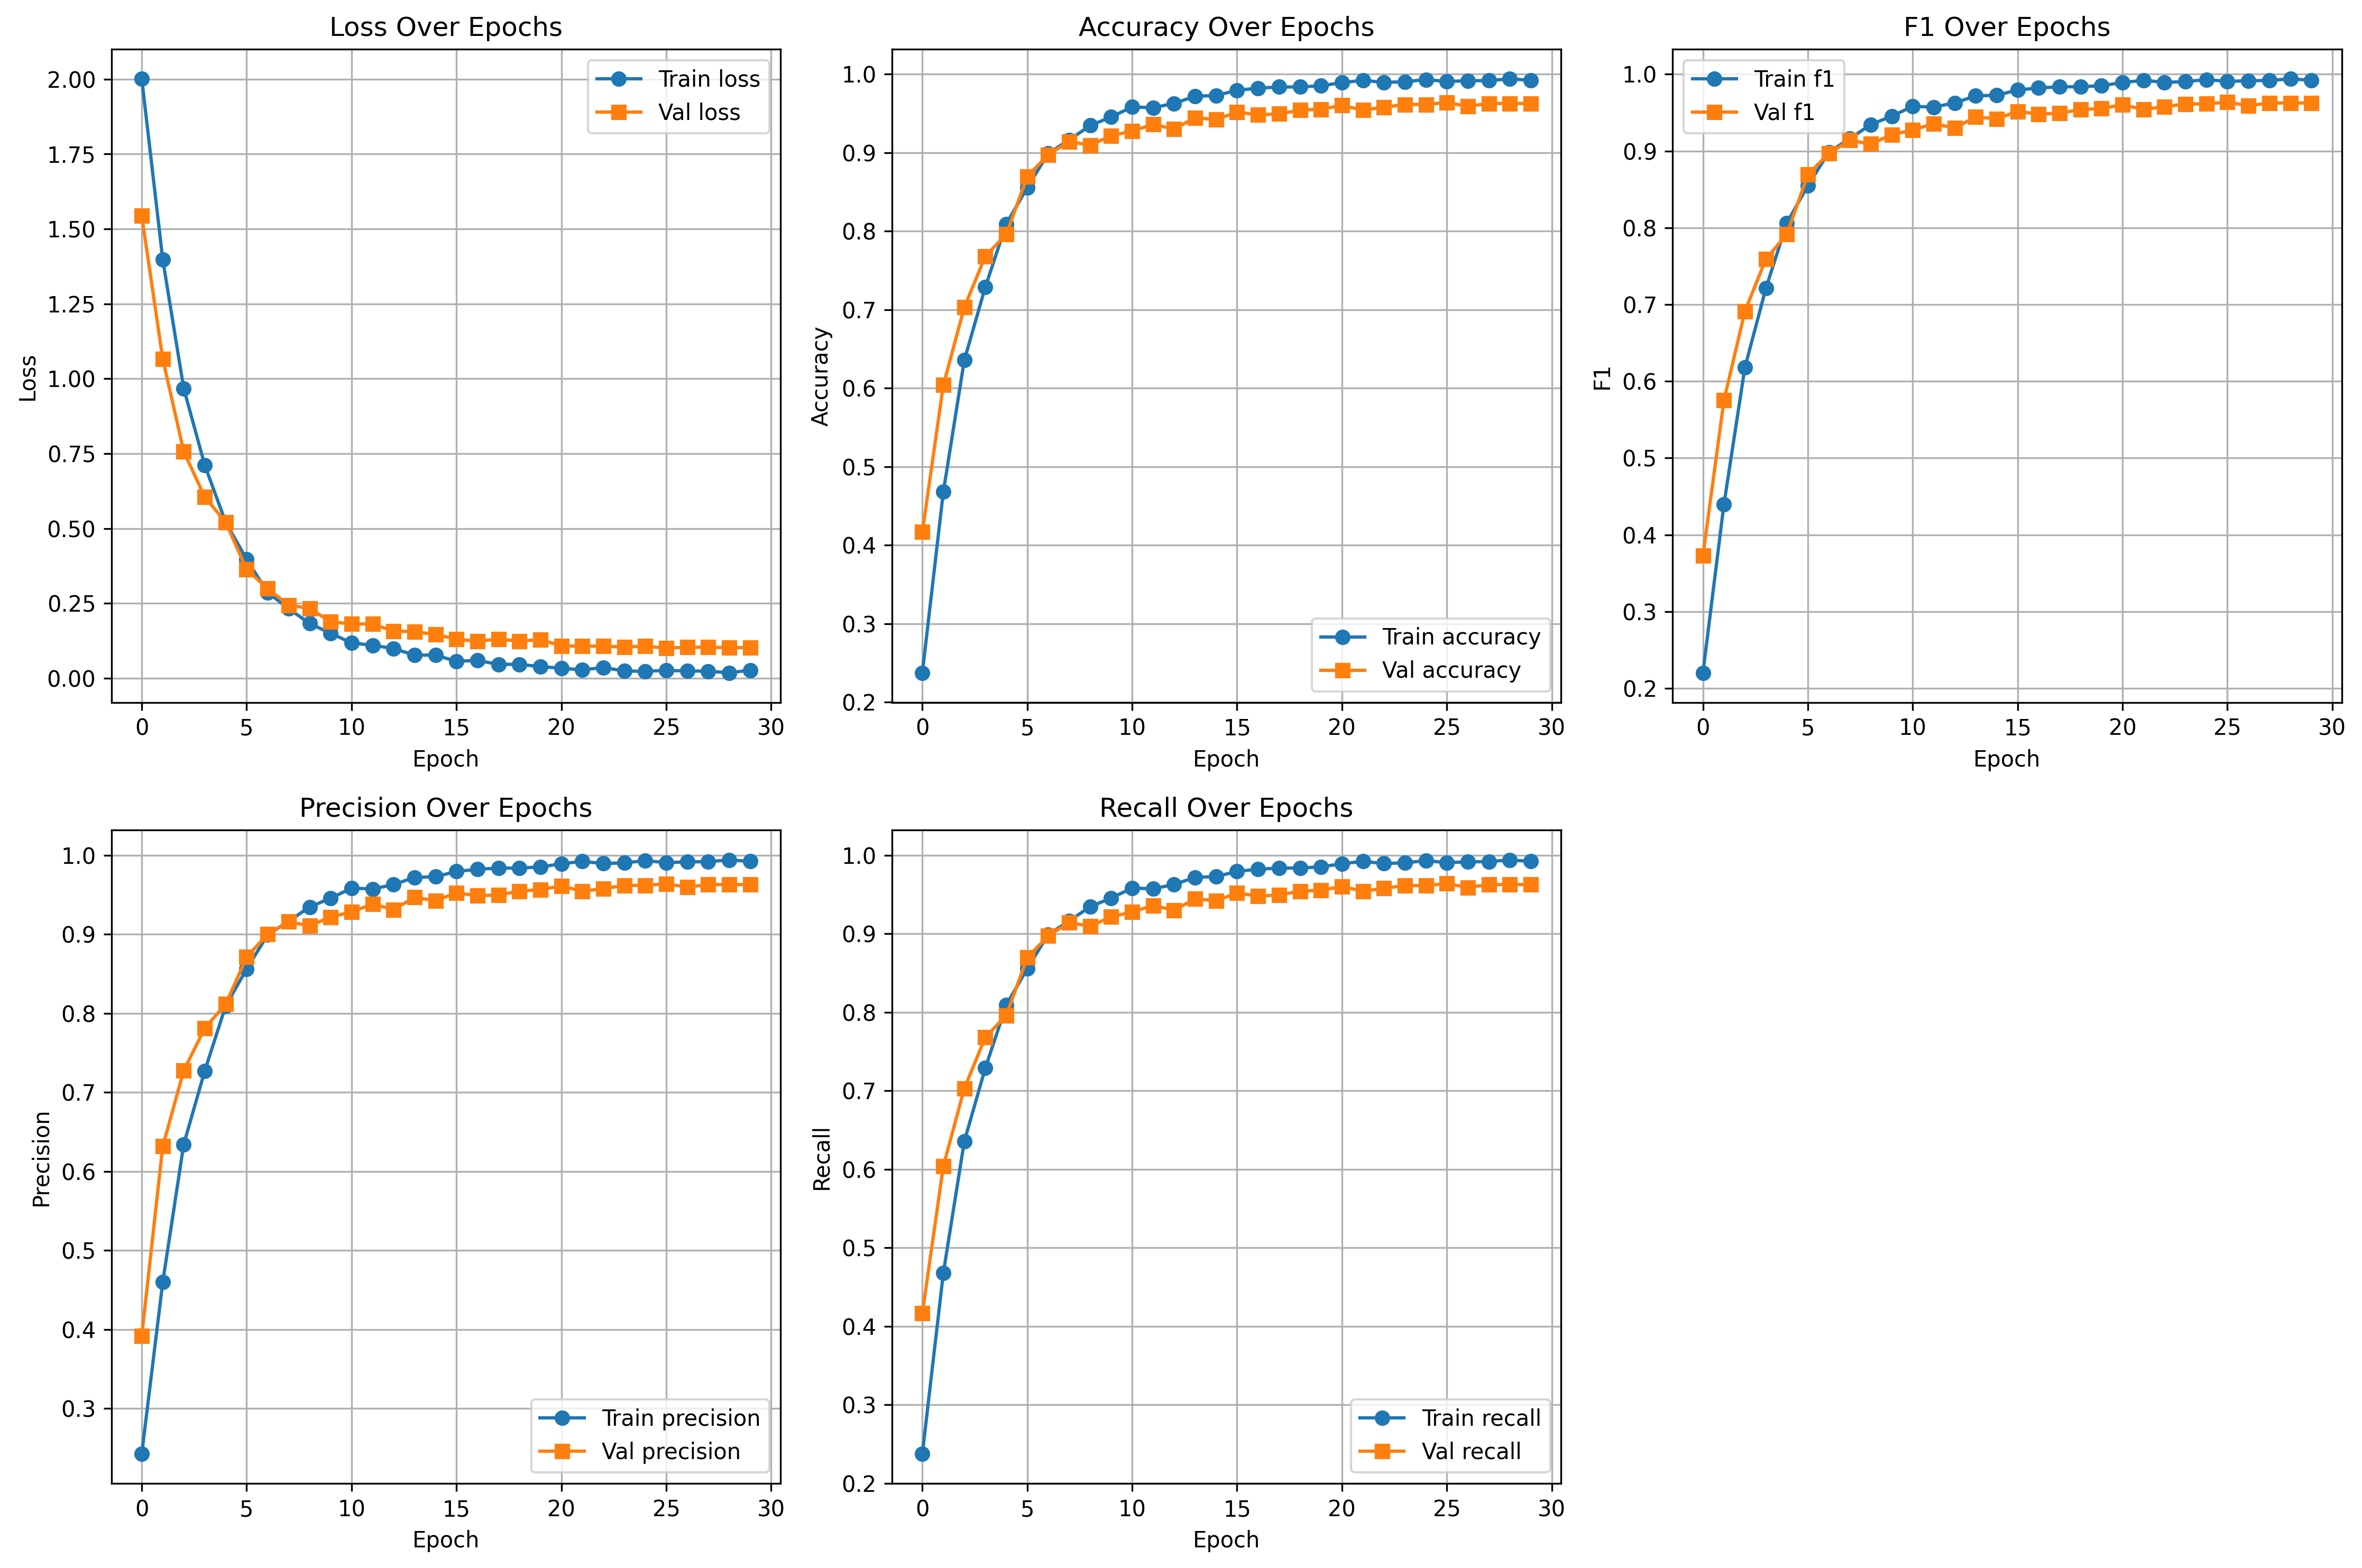 Loss Over Epochs
2.00
1.75
1.50
1.25
1.00
0.75
0.50
0.25
0.00
Loss
Train loss
Val loss
0 5 10 15 20 25 30
Epoch
Accuracy Over Epochs
1.0
0.9
0.8
0.7
0.6
0.5
0.4
0.3
0.2
Accuracy
Train accuracy
Val accuracy
0 5 10 15 20 25 30
Epoch
F1 Over Epochs
1.0
0.9
0.8
0.7
0.6
0.5
0.4
0.3
0.2
F1
Train f1
Val f1
0 5 10 15 20 25 30
Epoch
Precision Over Epochs
1.0
0.9
0.8
0.7
0.6
0.5
0.4
0.3
Precision
Train precision
Val precision
0 5 10 15 20 25 30
Epoch
Recall Over Epochs
1.0
0.9
0.8
0.7
0.6
0.5
0.4
0.3
0.2
Recall
Train recall
Val recall
0 5 10 15 20 25 30
Epoch